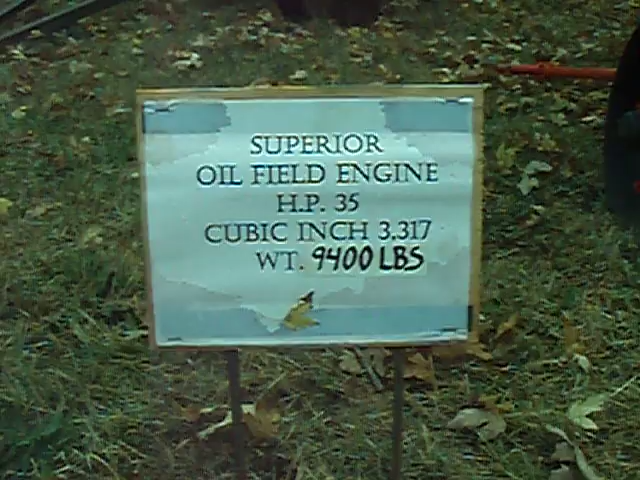 SUPERIOR
OIL FIELD ENGINE
H.P. 35
CUBIC INCH 3,317
WT. 9400 LBS